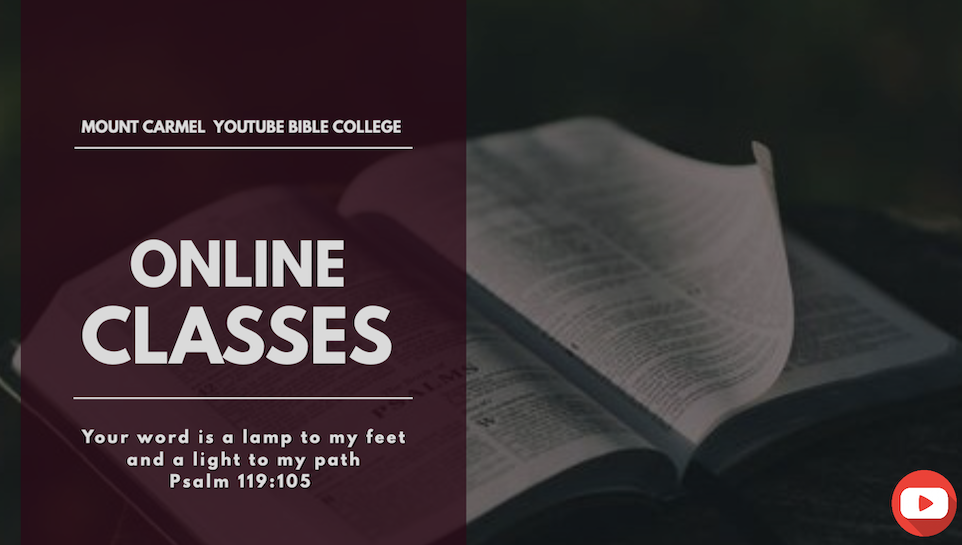 MOUNT CARMEL YOUTUBE BIBLE COLLEGE
ONLINE
CLASSES
Your word is a lamp to my feet
and a light to my path
Psalm 119:105
PSALMS